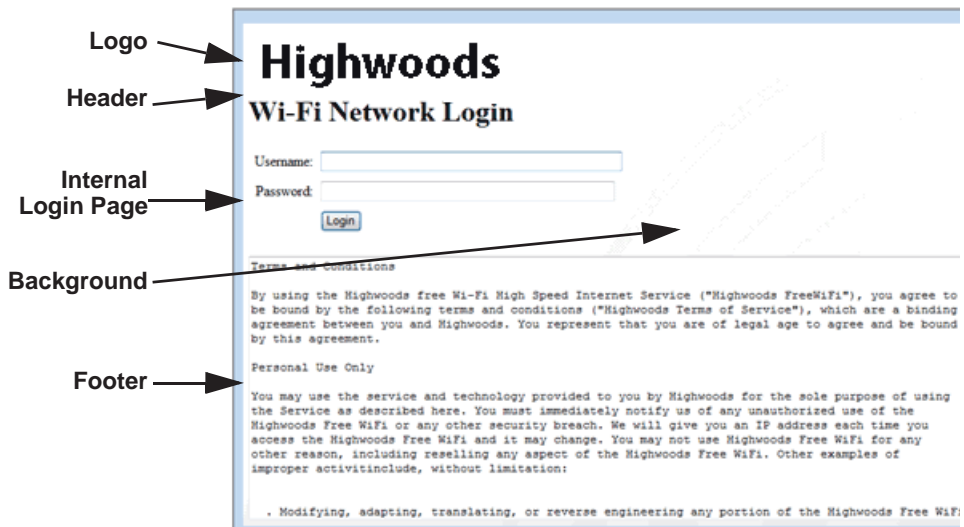 Logo
Highwoods
Header
Wi-Fi Network Login
Username:
Internal
Login Page
Password:
Login
Background
Terms and Conditions
By using the Highwoods free Wi-Fi High Speed Internet Service ("Highwoods FreeWiFi"), you agree to
be bound by the following terms and conditions ("Highwoods Terms of Service"), which are a binding
agreement between you and Highwoods. You represent that you are of legal age to agree and be bound
by this agreement.
Personal Use Only
Footer
You may use the service and technology provided to you by Highwoods for the sole purpose of using
the Service as described here. You must immediately notify us of any unauthorized use of the
Highwoods Free WiFi or any other security breach. We will give you an IP address each time you
access the Highwoods Free WiFi and it may change. You may not use Highwoods Free WiFi for any
other reason, including reselling any aspect of the Highwoods Free WiFi. Other examples of
improper activitinclude, without limitation:
. Modifying, adapting, translating, or reverse engineering any portion of the Highwoods Free WiFi